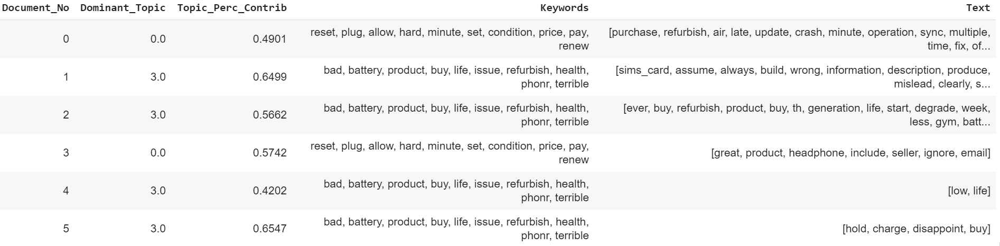 Document_No Dominant_Topic Topic_Perc_Contrib Keywords Text
0 0.0 0.4901 reset, plug, allow, hard, minute, set, condition, price, pay, renew [purchase, refurbish, air, late, update, crash, minute, operation, sync, multiple, time, fix, of...
1 3.0 0.6499 bad, battery, product, buy, life, issue, refurbish, health, phonr, terrible [sims_card, assume, always, build, wrong, information, description, produce, mislead, clearly, s...
2 3.0 0.5662 bad, battery, product, buy, life, issue, refurbish, health, phonr, terrible [ever, buy, refurbish, product, buy, th, generation, life, start, degrade, week, less, gym, batt...
3 0.0 0.5742 reset, plug, allow, hard, minute, set, condition, price, pay, renew [great, product, headphone, include, seller, ignore, email]
4 3.0 0.4202 bad, battery, product, buy, life, issue, refurbish, health, phonr, terrible [low, life]
5 3.0 0.6547 bad, battery, product, buy, life, issue, refurbish, health, phonr, terrible [hold, charge, disappoint, buy]